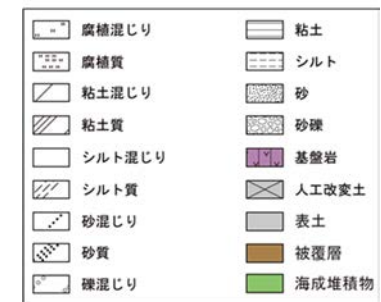 腐植混じり
腐植質
粘土混じり
粘土質
シルト混じり
シルト質
砂混じり
砂質
礫混じり
粘土
シルト
砂
砂礫
基盤岩
人工改変土
表土
被覆層
海成堆積物